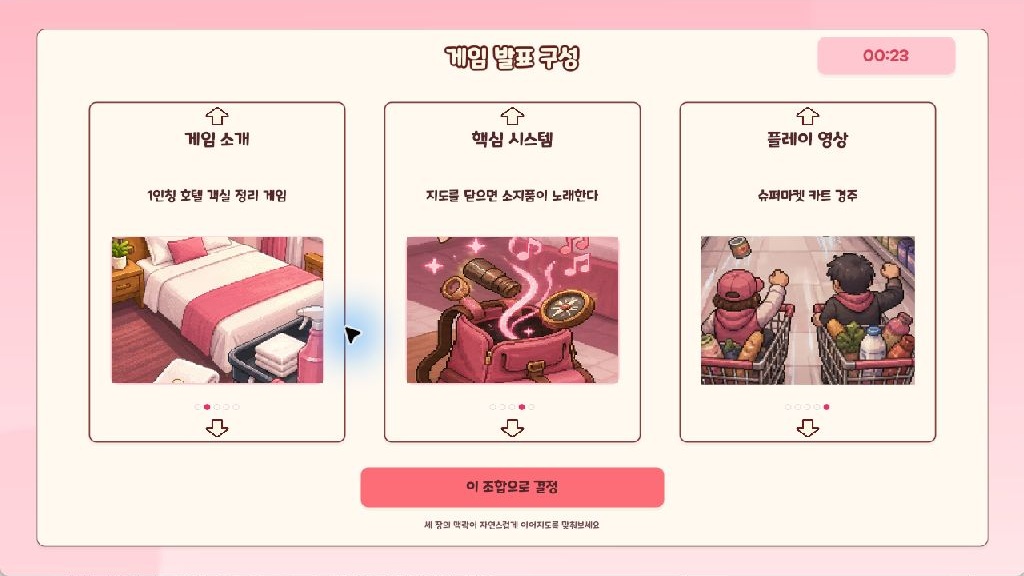 게임 발표 구성
00:23
게임 소개
1인칭 호텔 객실 정리 게임
핵심 시스템
지도를 닫으면 소지품이 노래한다
플레이 영상
슈퍼마켓 카트 경주
이 조합으로 결정
세 장의 맥락이 자연스럽게 이어지도록 맞춰보세요